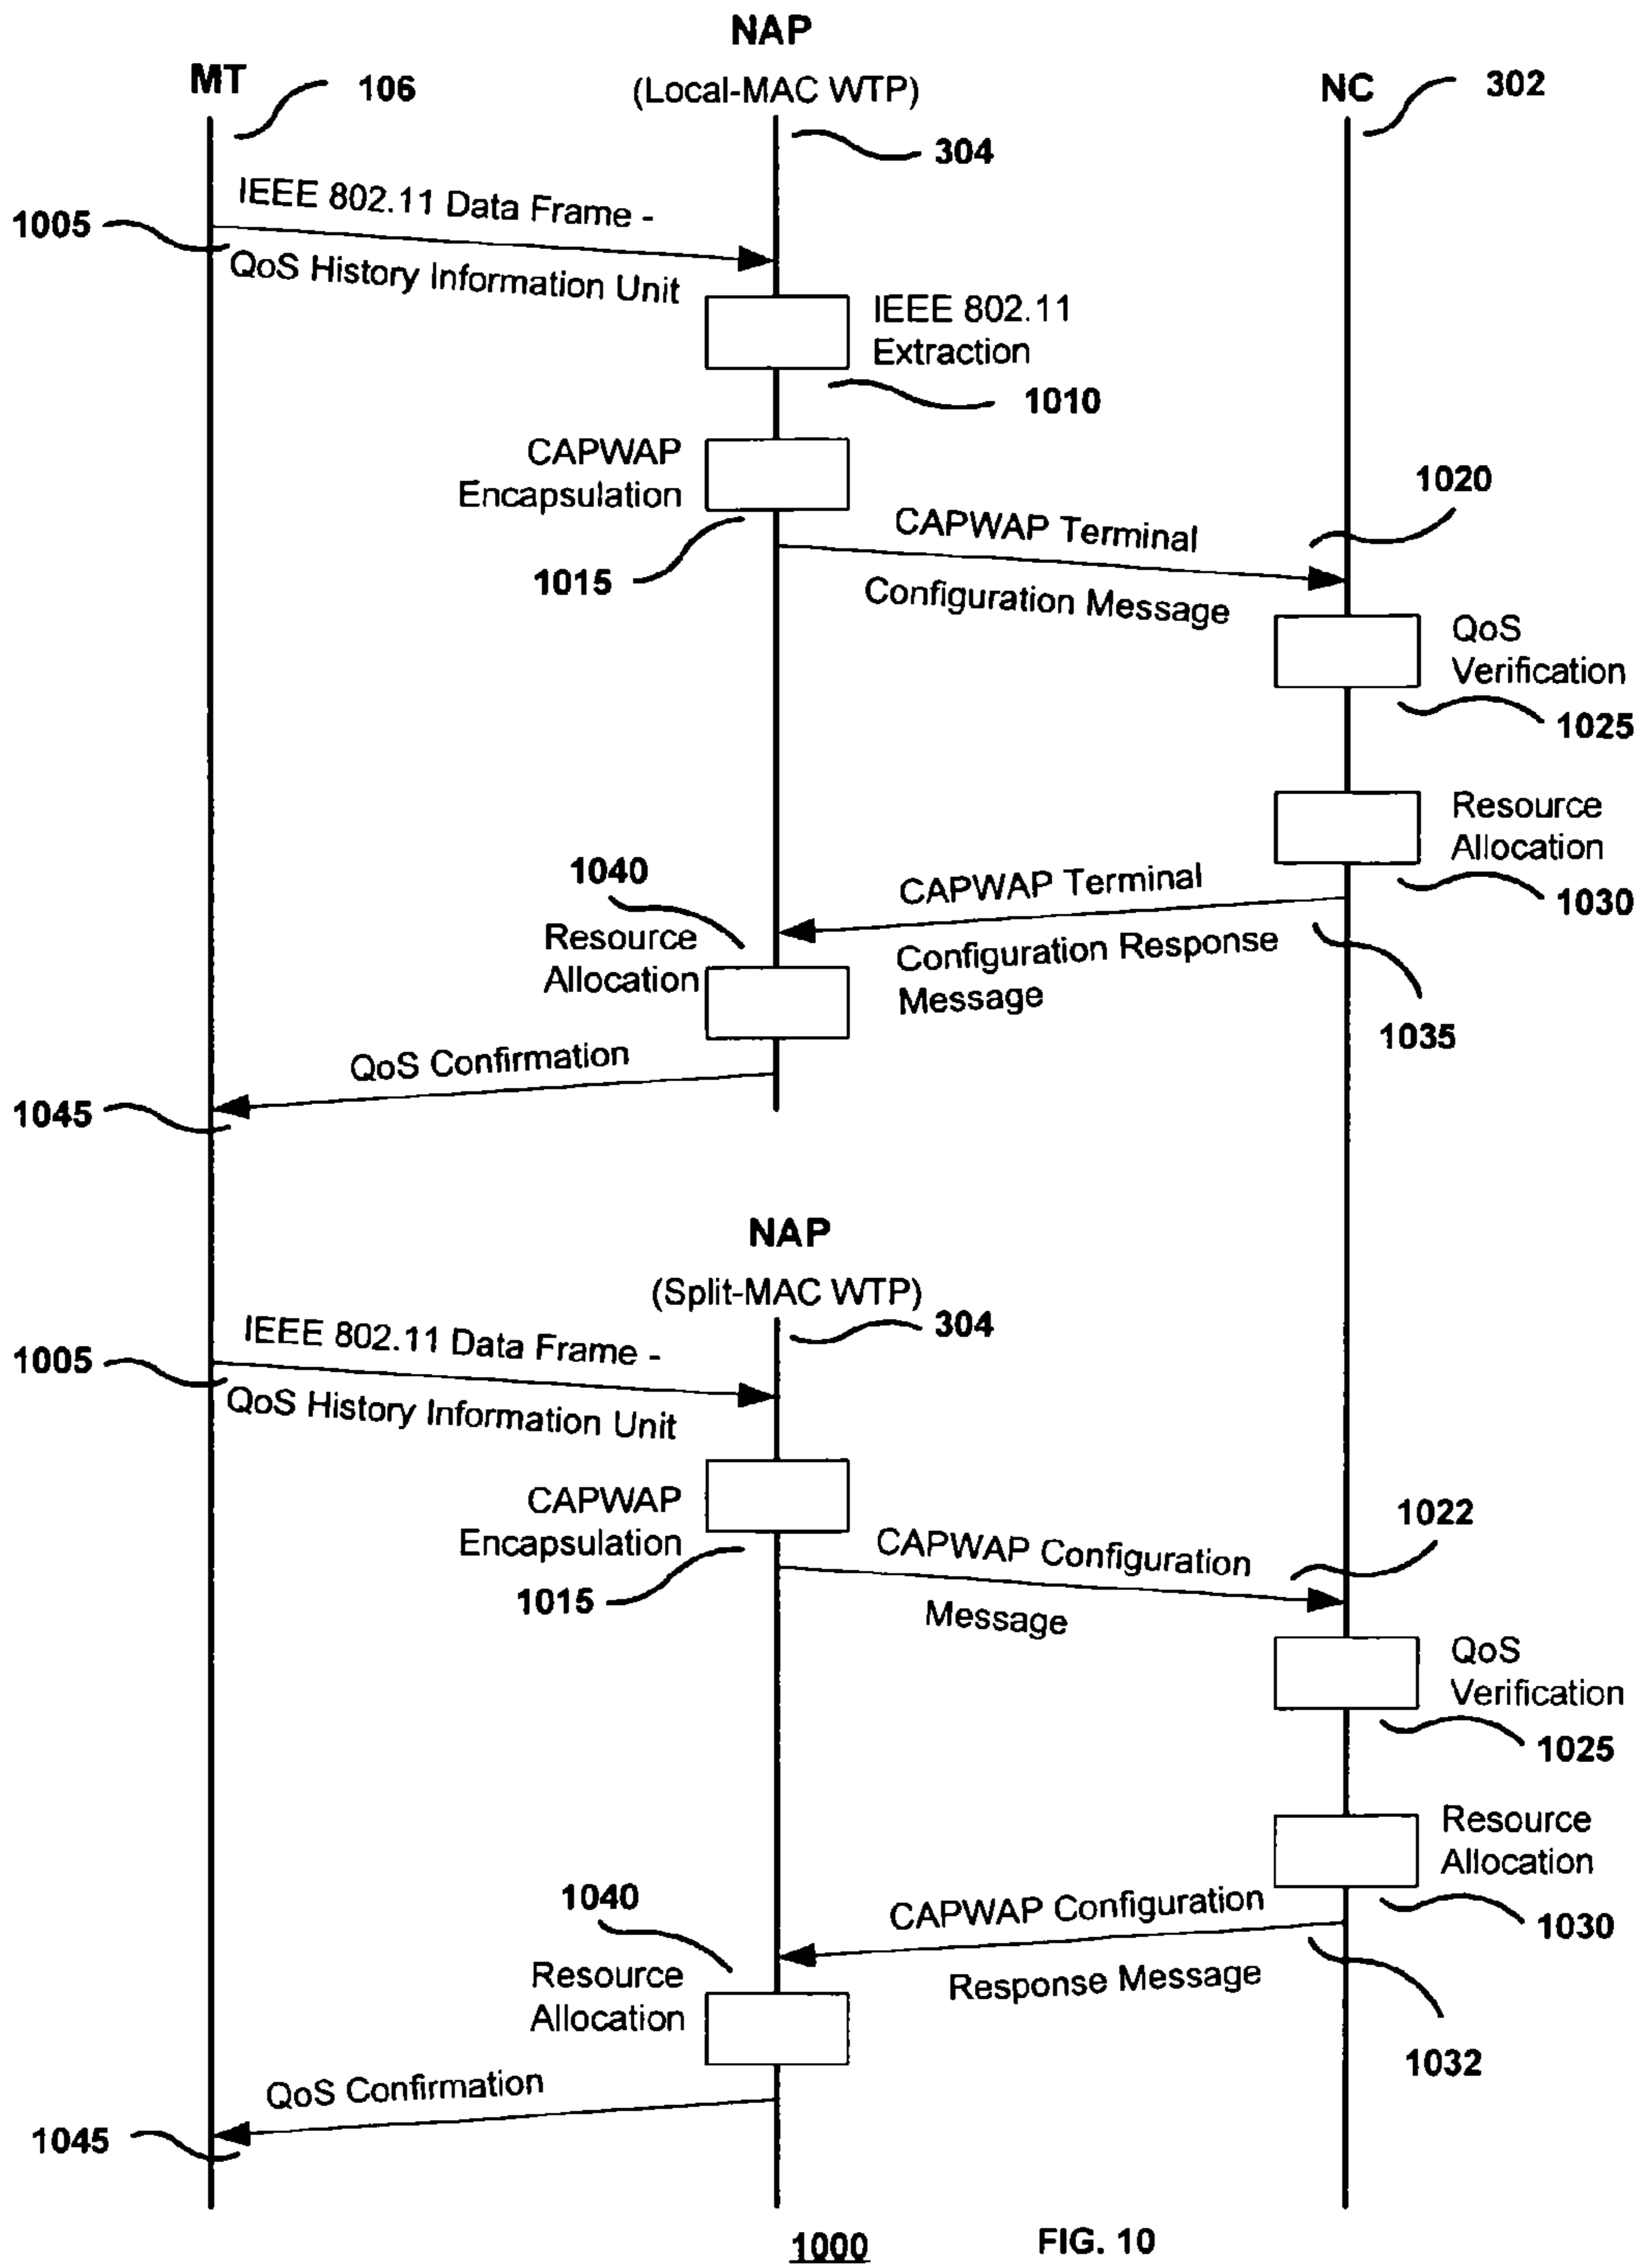 NAP
MT
106
(Local-MAC WTP)
NC
302
304
IEEE 802.11 Data Frame -
1005
QoS History Information Unit
IEEE 802.11
Extraction
1010
CAPWAP
Encapsulation
1015
1020
CAPWAP Terminal
Configuration Message
QoS
Verification
1025
Resource
Allocation
1030
CAPWAP Terminal
Configuration Response
Message
1035
1040
Resource
Allocation
QoS Confirmation
1045
NAP
(Split-MAC WTP)
304
IEEE 802.11 Data Frame -
1005
QoS History Information Unit
CAPWAP
Encapsulation
1015
1022
CAPWAP Configuration
Message
QoS
Verification
1025
Resource
Allocation
1030
CAPWAP Configuration
Response Message
1032
1040
Resource
Allocation
QoS Confirmation
1045
1000
FIG. 10